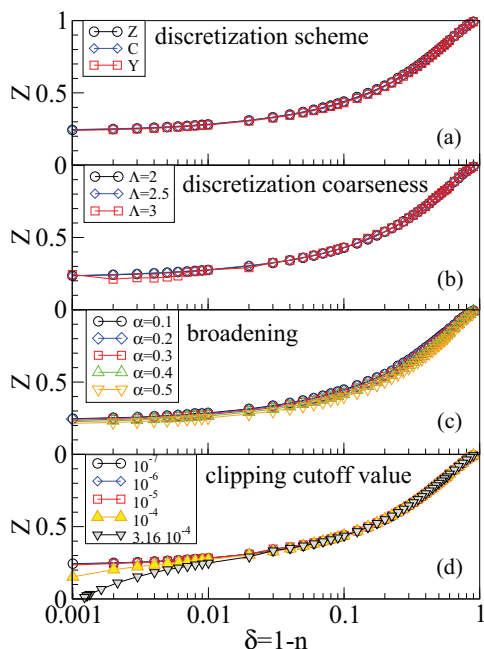 1
discretization scheme
Z
C
Y
Z
0.5
(a)
0
discretization coarseness
Λ=2
Λ=2.5
Λ=3
Z
0.5
(b)
0
broadening
α=0.1
α=0.2
α=0.3
α=0.4
α=0.5
Z
0.5
(c)
0
clipping cutoff value
10⁻⁷
10⁻⁶
10⁻⁵
10⁻⁴
3.16 10⁻⁴
Z
0.5
(d)
0
0.001 0.01 0.1 1
δ=1-n